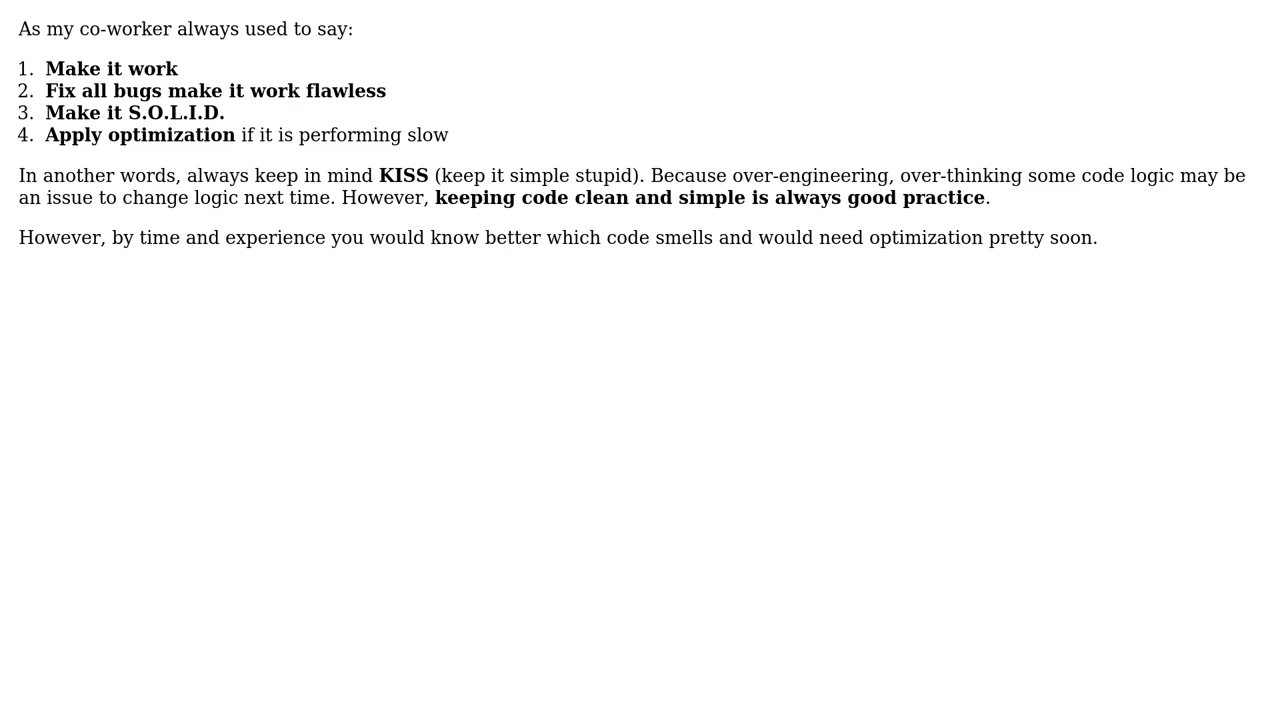 As my co-worker always used to say:
1. Make it work
2. Fix all bugs make it work flawless
3. Make it S.O.L.I.D.
4. Apply optimization if it is performing slow
In another words, always keep in mind KISS (keep it simple stupid). Because over-engineering, over-thinking some code logic may be
an issue to change logic next time. However, keeping code clean and simple is always good practice.
However, by time and experience you would know better which code smells and would need optimization pretty soon.